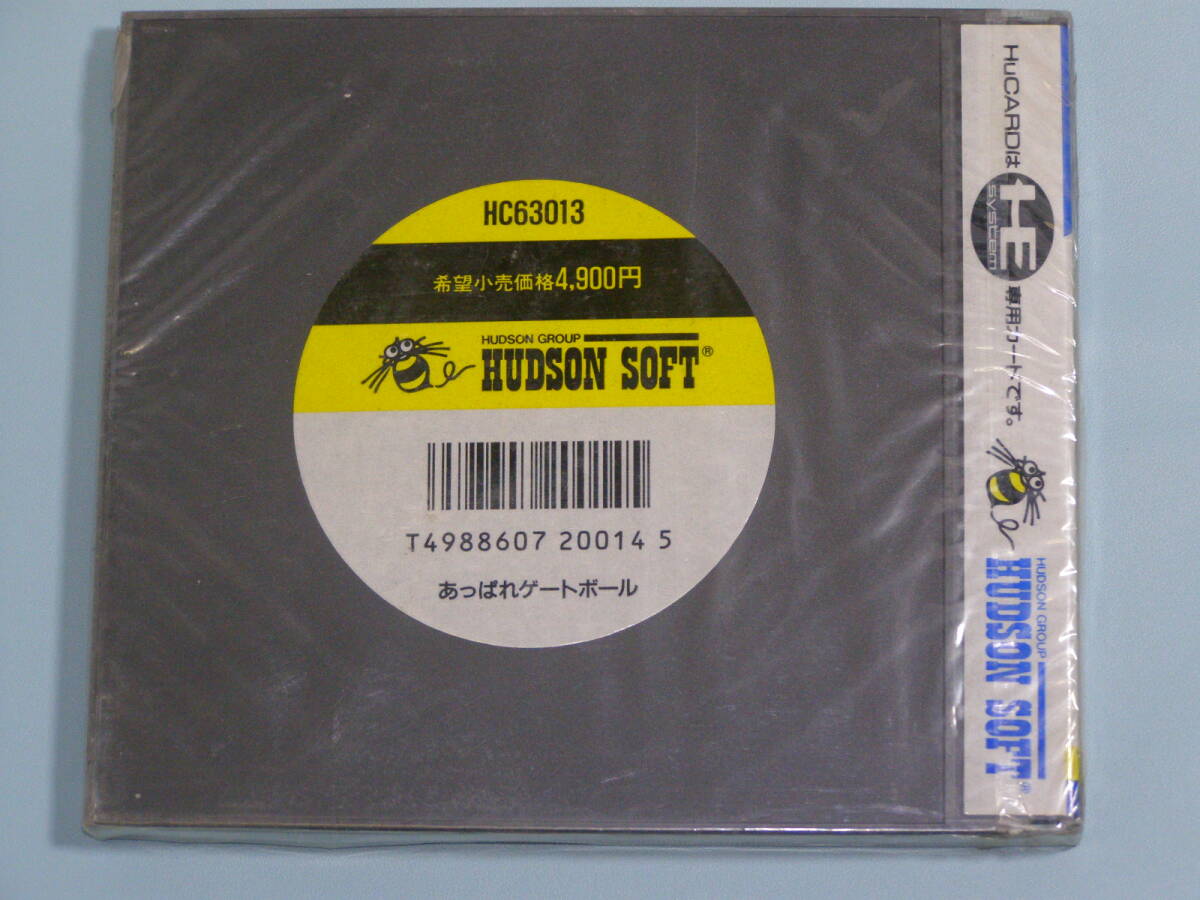 HC63013
希望小売価格4,900円
HUDSON GROUP
HUDSON SOFT®
T4988607 20014 5
あっぱれゲートボール
HuCARDは
HE
SYSTEM
専用カードです。
HUDSON GROUP
HUDSON SOFT®